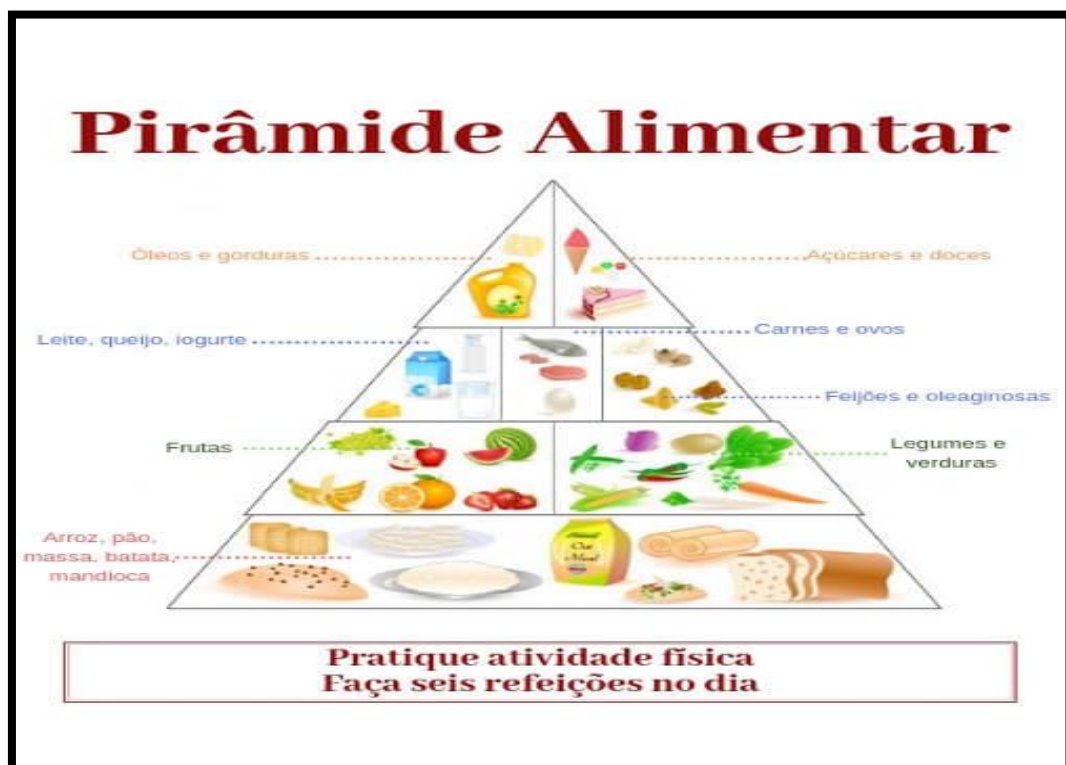 Pirâmide Alimentar
Óleos e gorduras
Açúcares e doces
Leite, queijo, iogurte
Carnes e ovos
Feijões e oleaginosas
Frutas
Legumes e
verduras
Arroz, pão,
massa, batata,
mandioca
Oat
Meal
Pratique atividade física
Faça seis refeições no dia